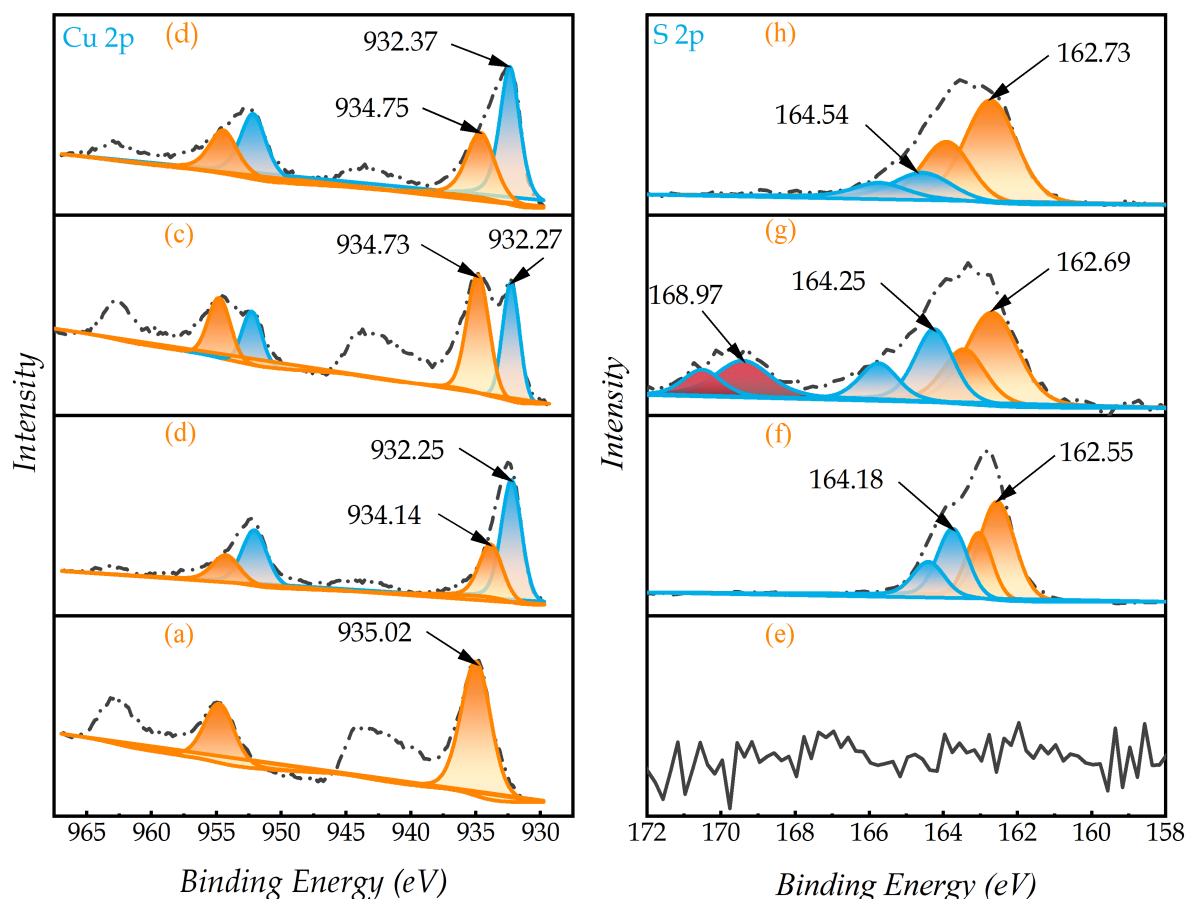 Cu 2p
(d)
932.37
934.75
(c)
934.73
932.27
(d)
932.25
934.14
(a)
935.02
Intensity
965 960 955 950 945 940 935 930
Binding Energy (eV)
S 2p
(h)
162.73
164.54
(g)
162.69
164.25
168.97
(f)
162.55
164.18
(e)
Intensity
172 170 168 166 164 162 160 158
Binding Energy (eV)